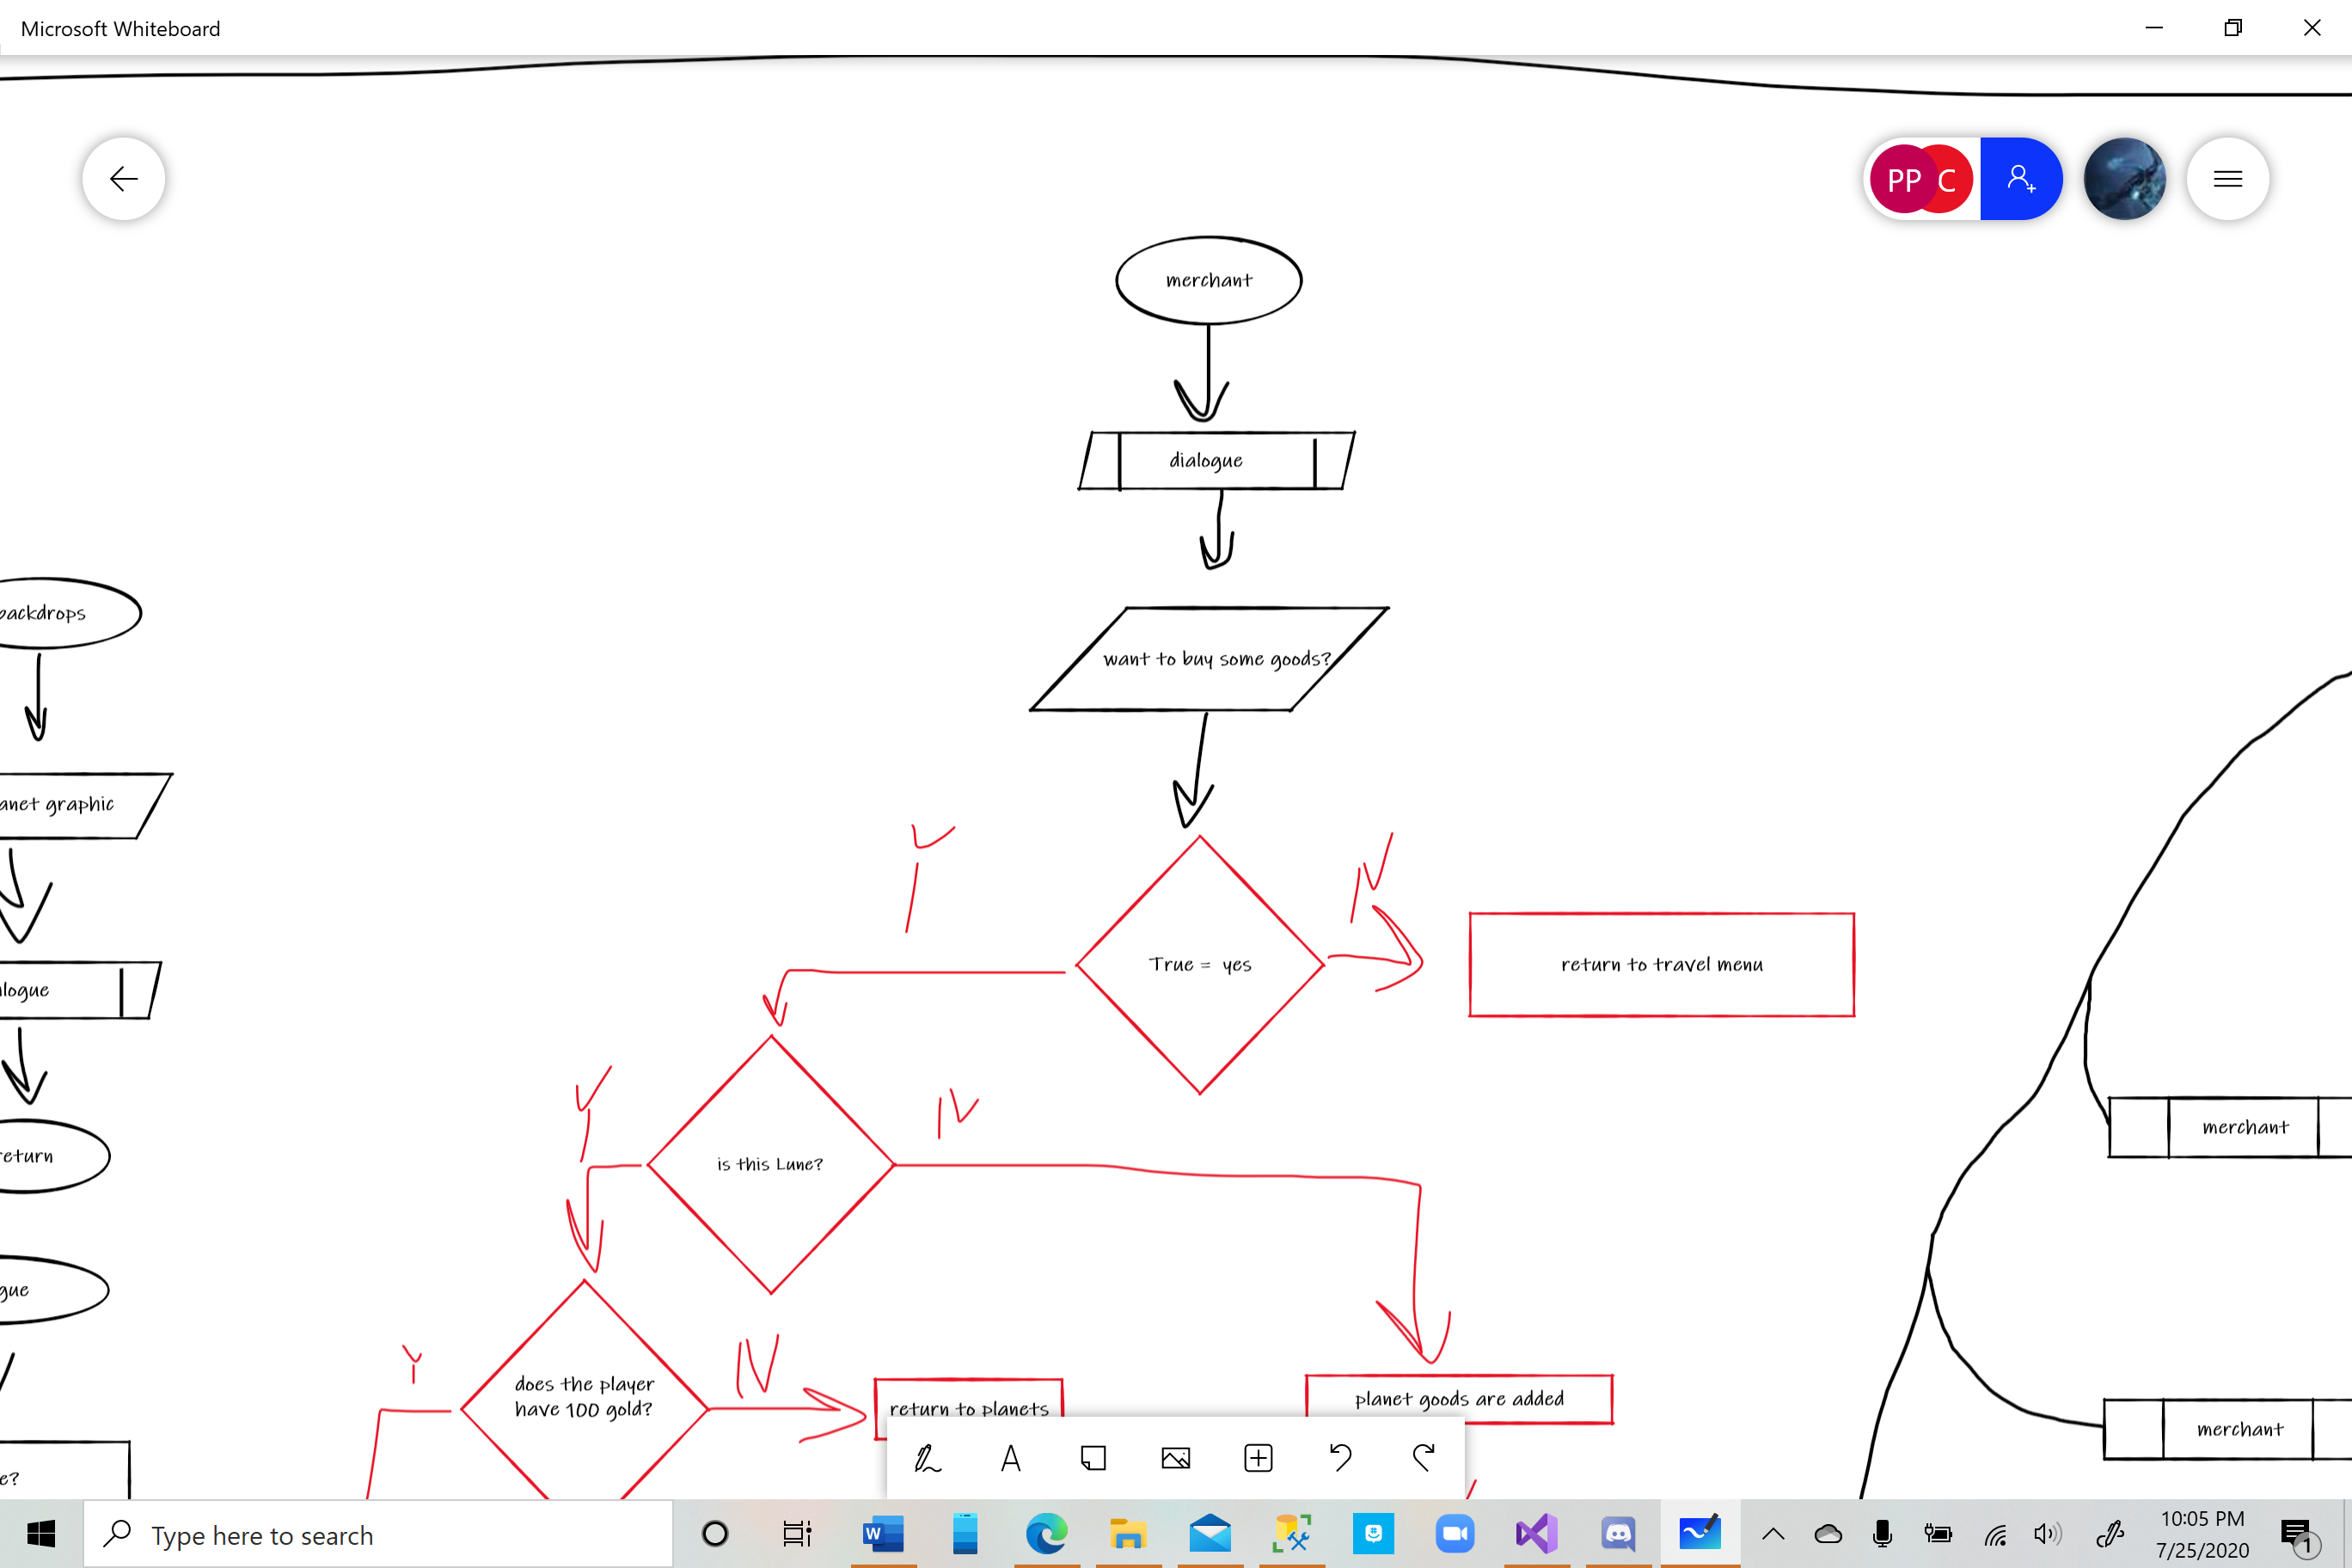 Microsoft Whiteboard
PP C
merchant
dialogue
want to buy some goods?
backdrops
anet graphic
Y
N
True = yes
return to travel menu
logue
Y
N
is this Lune?
merchant
return
gue
Y
N
does the player
have 100 gold?
return to planets
planet goods are added
merchant
e?
A
Type here to search
W
10:05 PM
7/25/2020
1